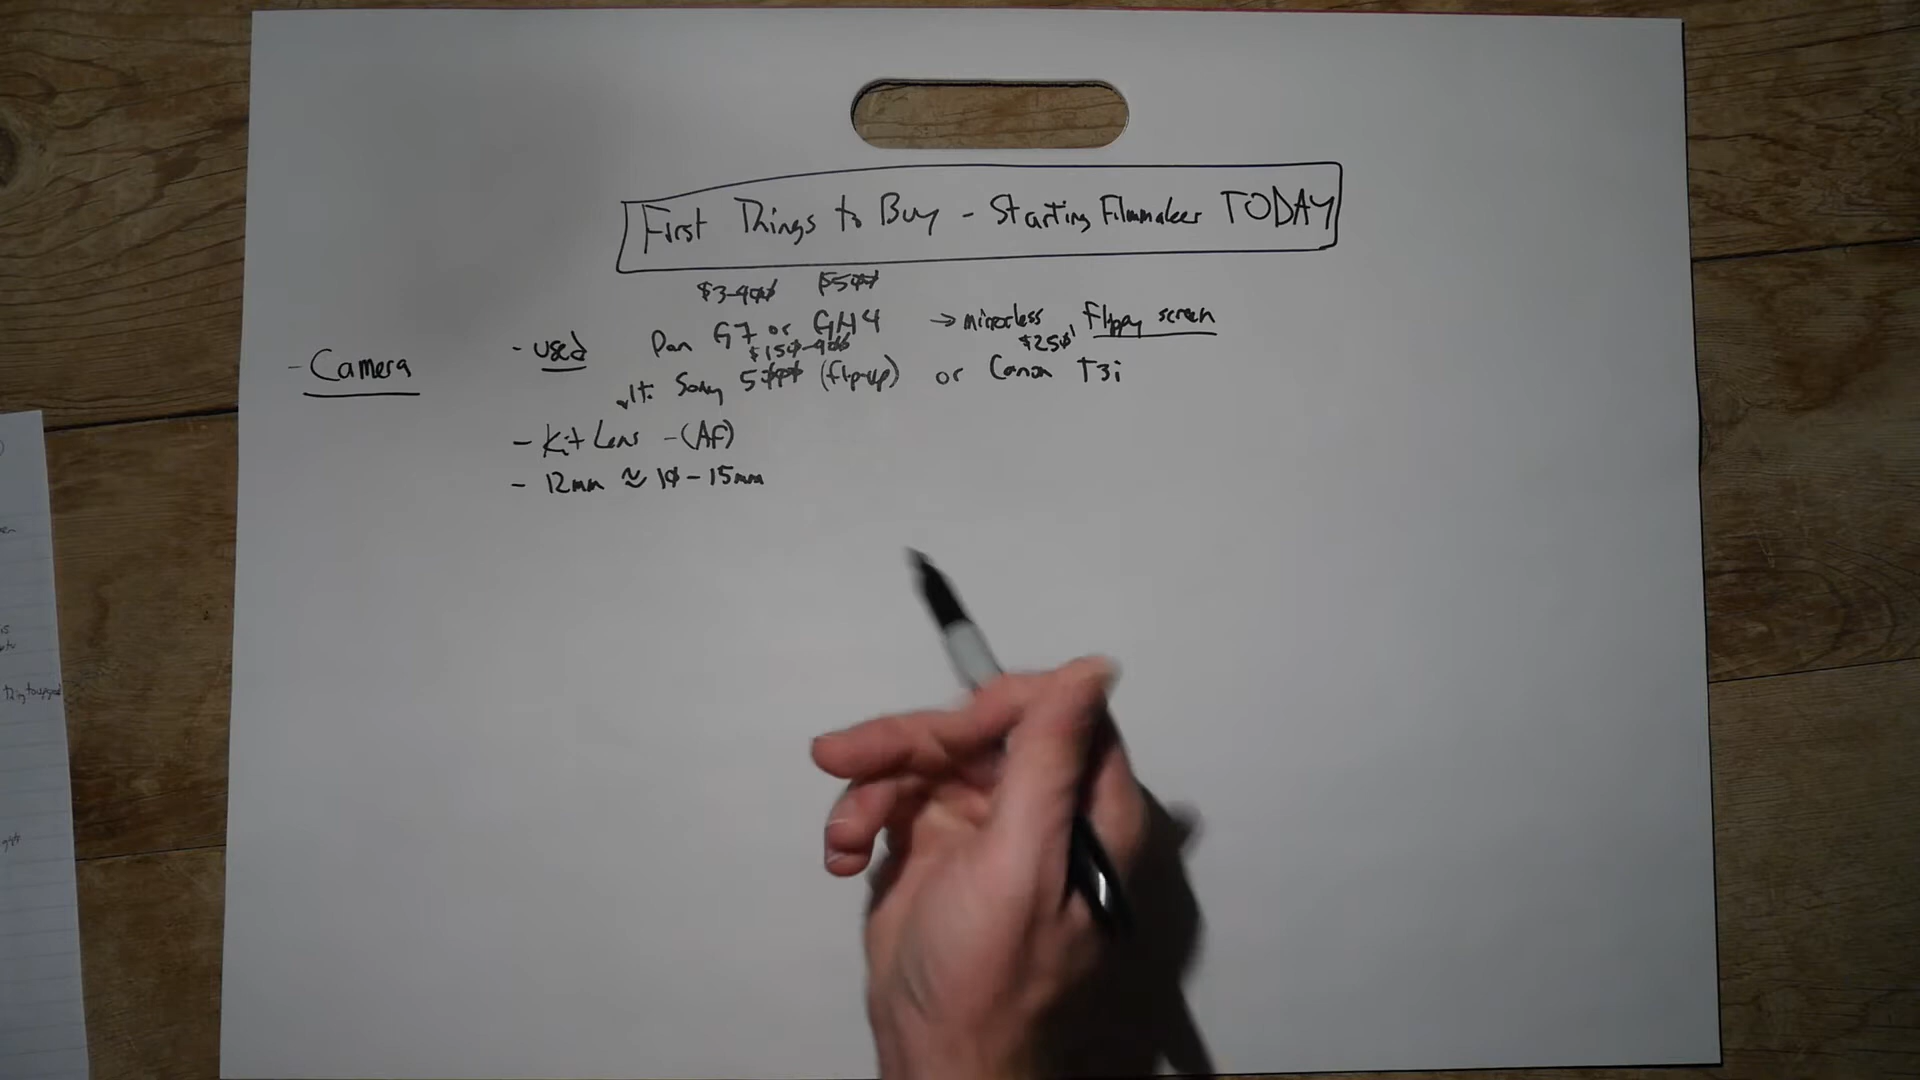 First Things to Buy - Starting Filmmaker TODAY
$3-400 $500
- Camera
- used Pan G7 or GH4 → mirrorless flippy screen
$150-400 $250
Sony 5000 (flip-up) or Canon T3i
- Kit Lens - (AF)
- 12mm ≈ 10-15mm